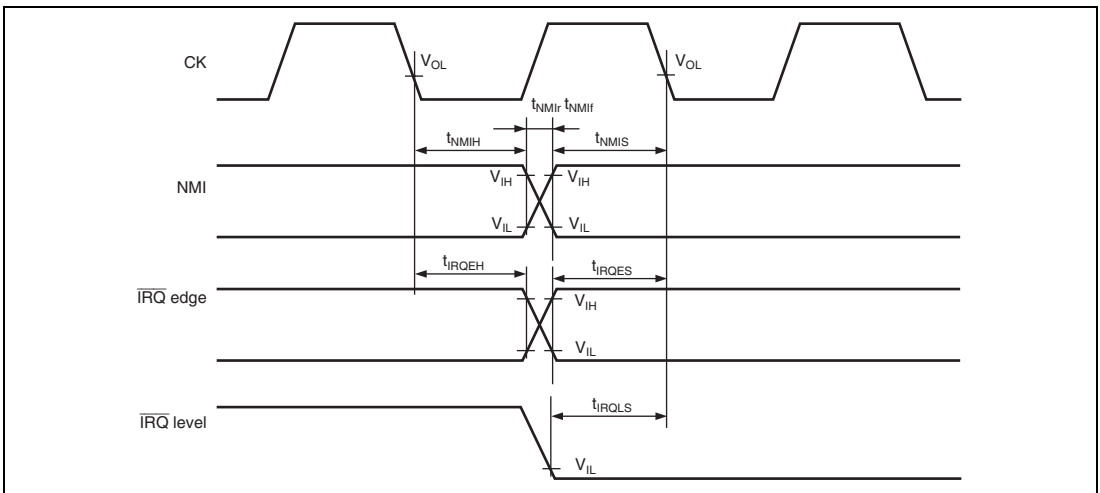 CK
VOL
VOL
tNMIr tNMIf
tNMIH
tNMIS
NMI
VIH
VIH
VIL
VIL
tIRQEH
tIRQES
IRQ edge
VIH
VIL
tIRQLS
IRQ level
VIL